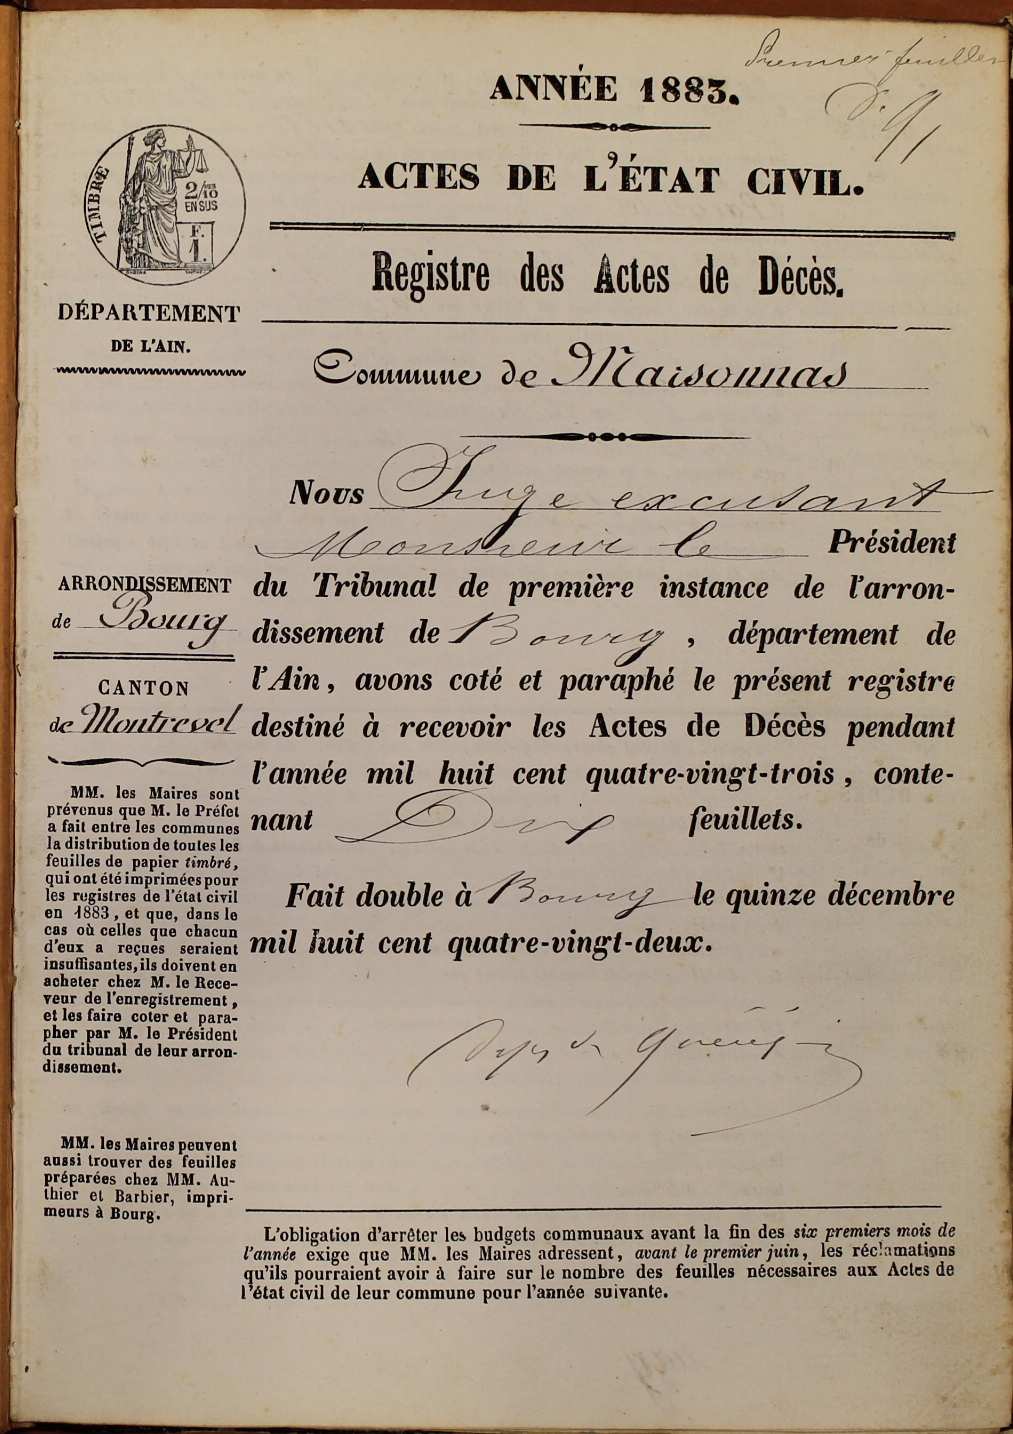 Premier feuillet
ANNÉE 1883.
ACTES DE L'ÉTAT CIVIL.
TIMBRE
2/10
EN SUS
F.
1.
Registre des Actes de Décès.
DÉPARTEMENT
DE L'AIN.
Commune de Maisonnas
Nous Juge excusant
Monsieur le Président
du Tribunal de première instance de l'arron-
dissement de Bourg, département de
l'Ain, avons coté et paraphé le présent registre
destiné à recevoir les Actes de Décès pendant
l'année mil huit cent quatre-vingt-trois, conte-
nant Dix feuillets.
Fait double à Bourg le quinze décembre
mil huit cent quatre-vingt-deux.
ARRONDISSEMENT
de Bourg
CANTON
de Montrevel
MM. les Maires sont
prévenus que M. le Préfet
a fait entre les communes
la distribution de toutes les
feuilles de papier timbré,
qui ont été imprimées pour
les registres de l'état civil
en 1883, et que, dans le
cas où celles que chacun
d'eux a reçues seraient
insuffisantes, ils doivent en
acheter chez M. le Rece-
veur de l'enregistrement,
et les faire coter et para-
pher par M. le Président
du tribunal de leur arron-
dissement.
MM. les Maires peuvent
aussi trouver des feuilles
préparées chez MM. Au-
thier et Barbier, impri-
meurs à Bourg.
L'obligation d'arrêter les budgets communaux avant la fin des six premiers mois de
l'année exige que MM. les Maires adressent, avant le premier juin, les réclamations
qu'ils pourraient avoir à faire sur le nombre des feuilles nécessaires aux Actes de
l'état civil de leur commune pour l'année suivante.